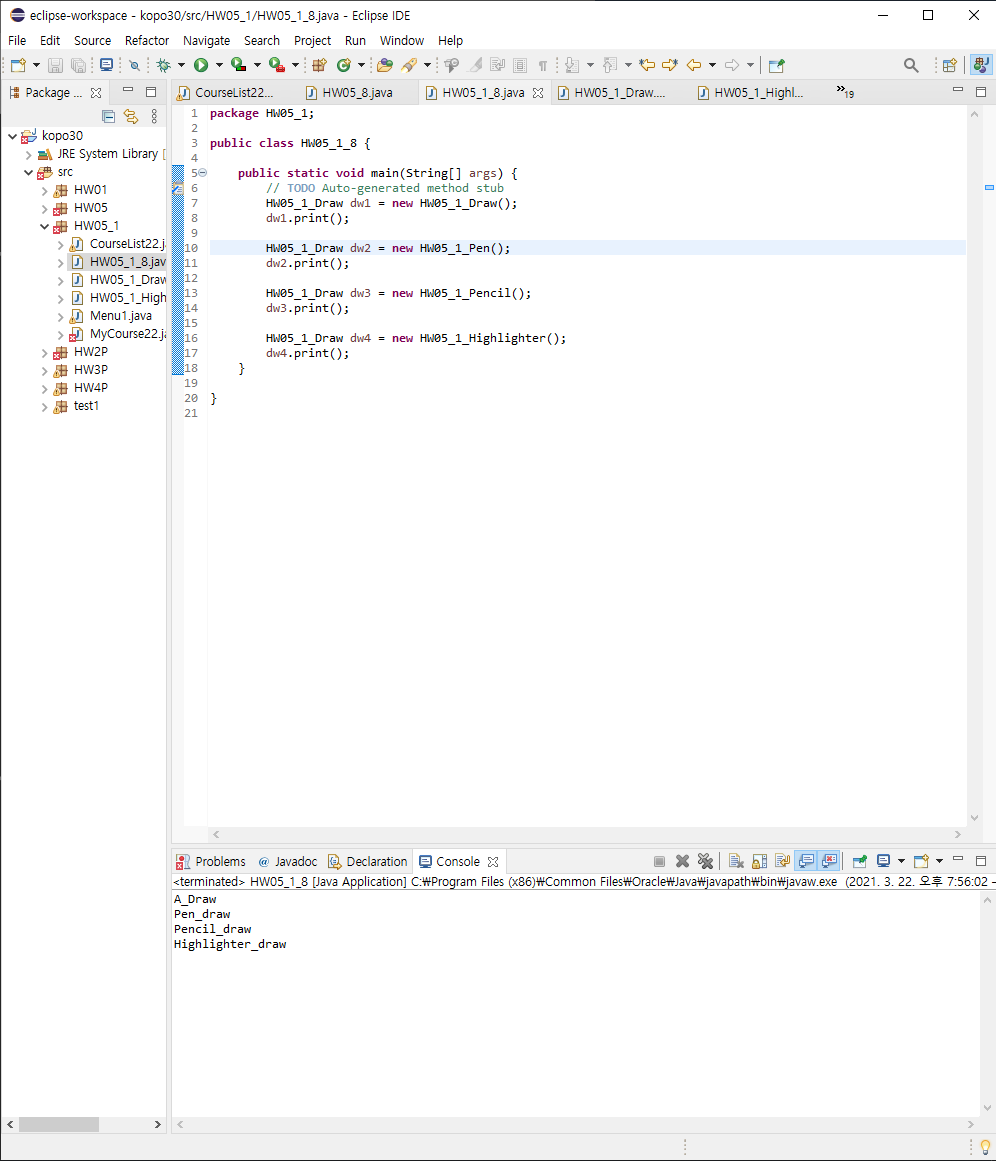 eclipse-workspace - kopo30/src/HW05_1/HW05_1_8.java - Eclipse IDE
File Edit Source Refactor Navigate Search Project Run Window Help
Package ...
CourseList22... HW05_8.java HW05_1_8.java HW05_1_Draw.... HW05_1_Highl... »19
kopo30
JRE System Library [
src
HW01
HW05
HW05_1
CourseList22.j
HW05_1_8.jav
HW05_1_Draw
HW05_1_High
Menu1.java
MyCourse22.ja
HW2P
HW3P
HW4P
test1
1 package HW05_1;
2
3 public class HW05_1_8 {
4
5 public static void main(String[] args) {
6 // TODO Auto-generated method stub
7 HW05_1_Draw dw1 = new HW05_1_Draw();
8 dw1.print();
9
10 HW05_1_Draw dw2 = new HW05_1_Pen();
11 dw2.print();
12
13 HW05_1_Draw dw3 = new HW05_1_Pencil();
14 dw3.print();
15
16 HW05_1_Draw dw4 = new HW05_1_Highlighter();
17 dw4.print();
18 }
19
20 }
21
Problems @ Javadoc Declaration Console
<terminated> HW05_1_8 [Java Application] C:₩Program Files (x86)₩Common Files₩Oracle₩Java₩javapath₩bin₩javaw.exe (2021. 3. 22. 오후 7:56:02 –
A_Draw
Pen_draw
Pencil_draw
Highlighter_draw